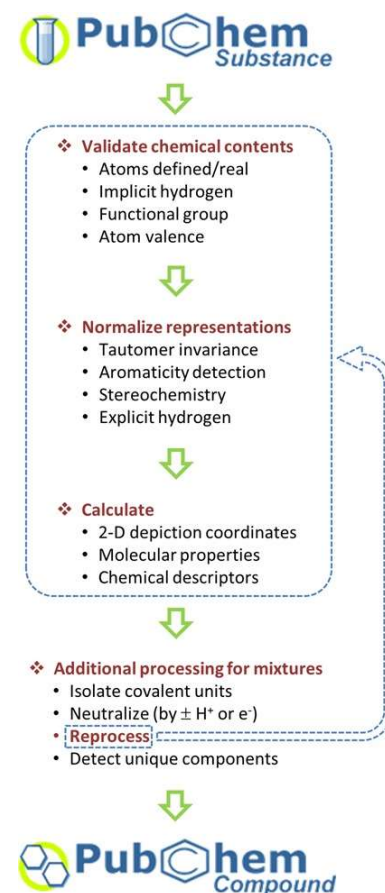 PubChem
Substance
❖ Validate chemical contents
• Atoms defined/real
• Implicit hydrogen
• Functional group
• Atom valence
❖ Normalize representations
• Tautomer invariance
• Aromaticity detection
• Stereochemistry
• Explicit hydrogen
❖ Calculate
• 2-D depiction coordinates
• Molecular properties
• Chemical descriptors
❖ Additional processing for mixtures
• Isolate covalent units
• Neutralize (by ± H⁺ or e⁻)
• Reprocess
• Detect unique components
PubChem
Compound